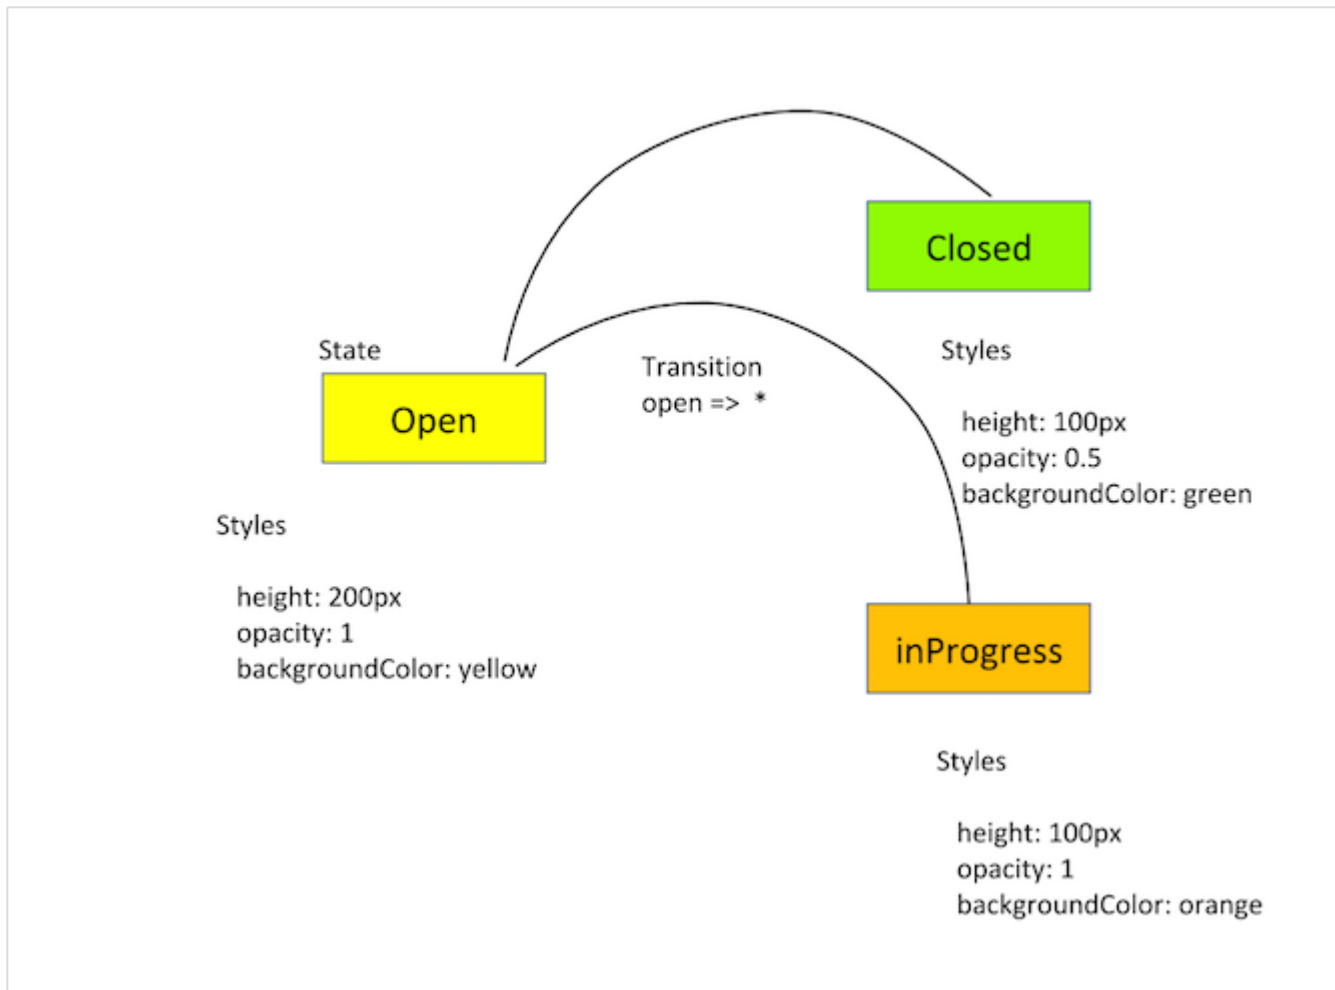 Closed
State
Open
Transition
open => *
Styles
height: 100px
opacity: 0.5
backgroundColor: green
Styles
height: 200px
opacity: 1
backgroundColor: yellow
inProgress
Styles
height: 100px
opacity: 1
backgroundColor: orange